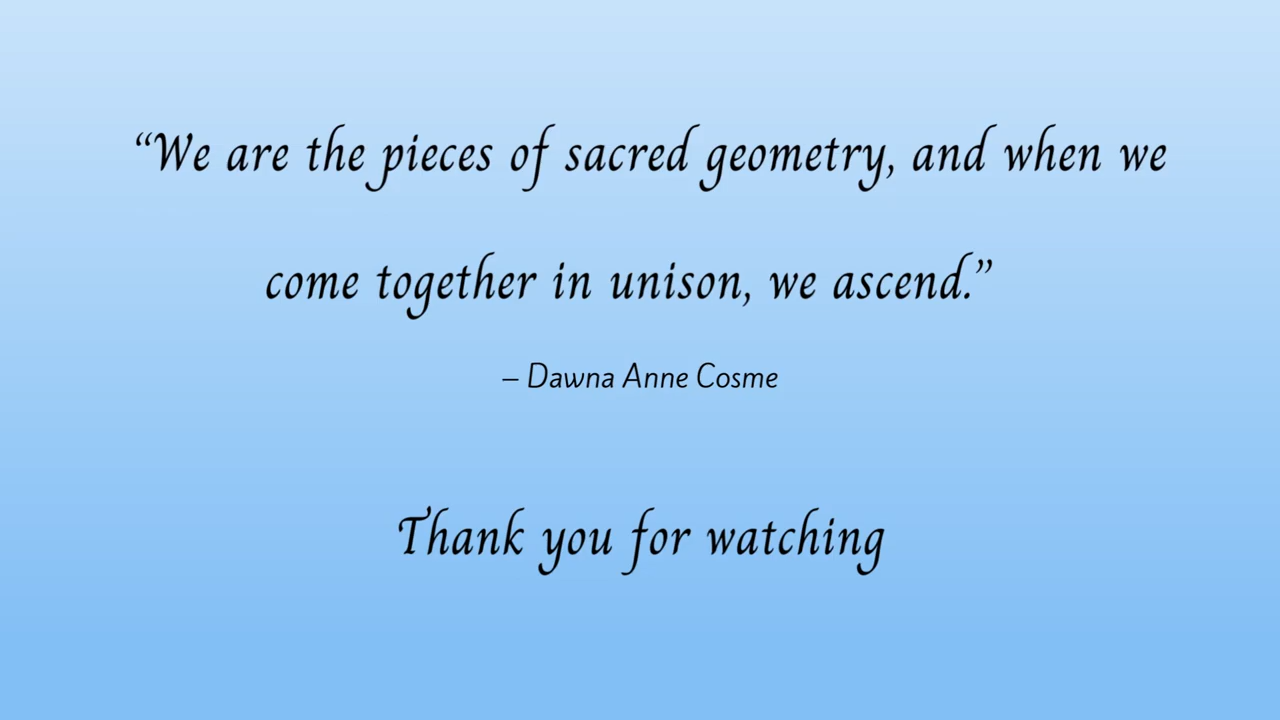 “We are the pieces of sacred geometry, and when we
come together in unison, we ascend.”
– Dawna Anne Cosme
Thank you for watching